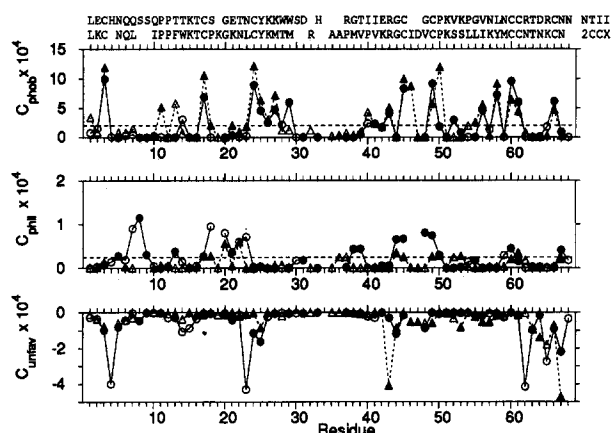 LECHNQQSSQPPTTKTCS GETNCYKKWWSD H RGTIIERGC GCPKVKPGVNLNCCRTDRCNN NTII
LKC NQL IPPFWKTCPKGKNLCYKMTM R AAPMVPVKRGCIDVCPKSSLLIKYMCCNTNKCN 2CCX
Cphob × 10⁴
15
10
5
0
10 20 30 40 50 60
Cphil × 10⁴
2
1
0
10 20 30 40 50 60
Cunfav × 10⁴
0
-2
-4
10 20 30 40 50 60
Residue